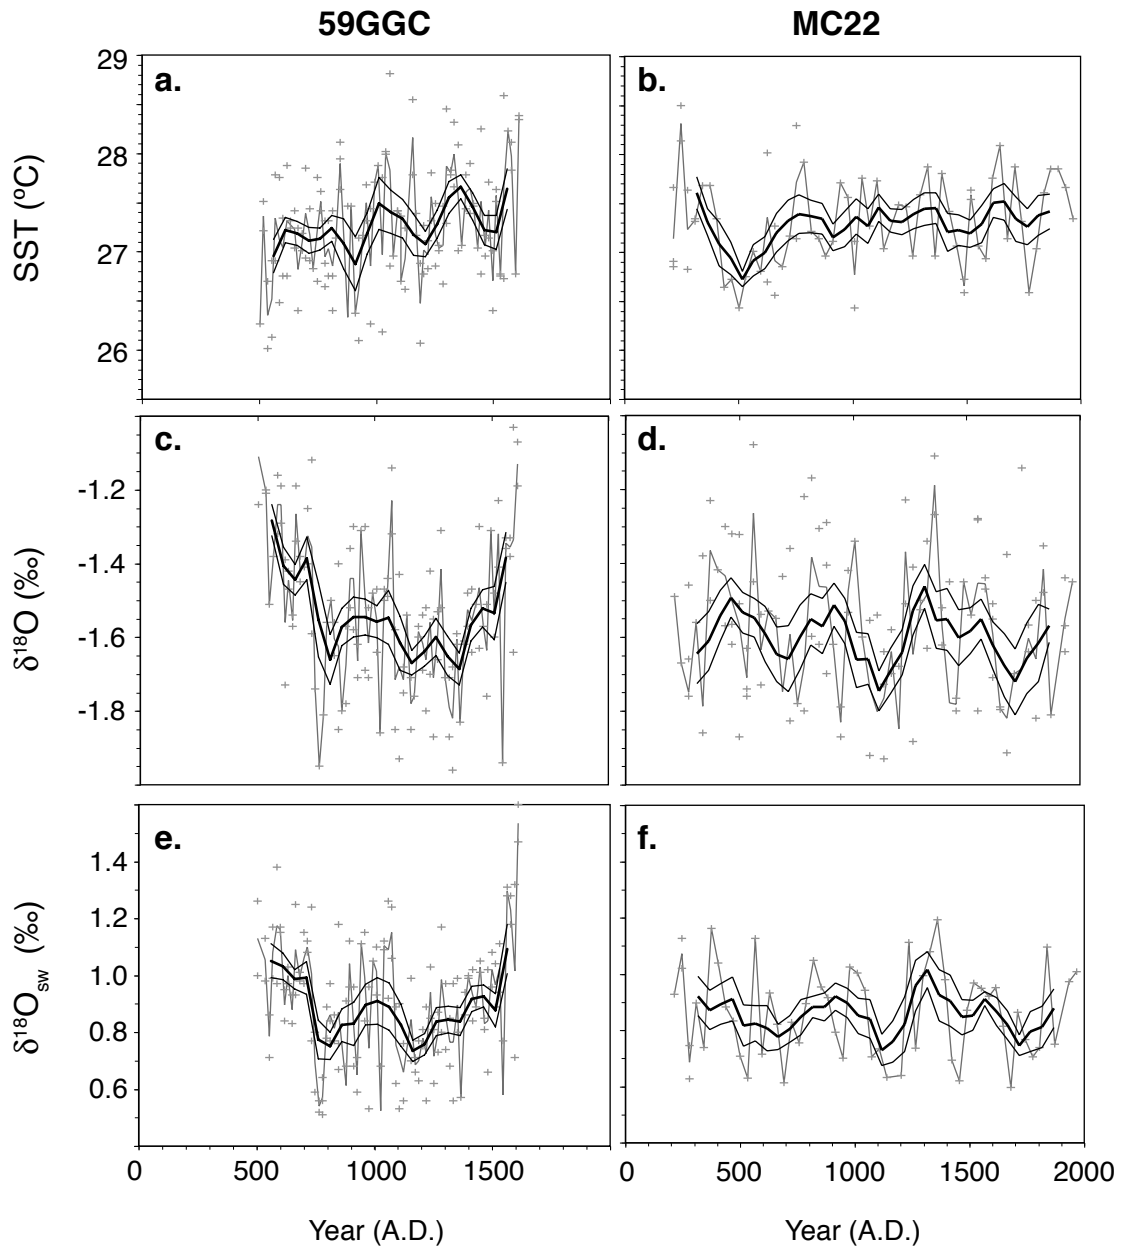 59GGC MC22
a. b.
29
28
27
26
SST (ºC)
c. d.
-1.2
-1.4
-1.6
-1.8
δ¹⁸O (‰)
e. f.
1.4
1.2
1.0
0.8
0.6
δ¹⁸Oₛw (‰)
0 500 1000 1500 0 500 1000 1500 2000
Year (A.D.) Year (A.D.)